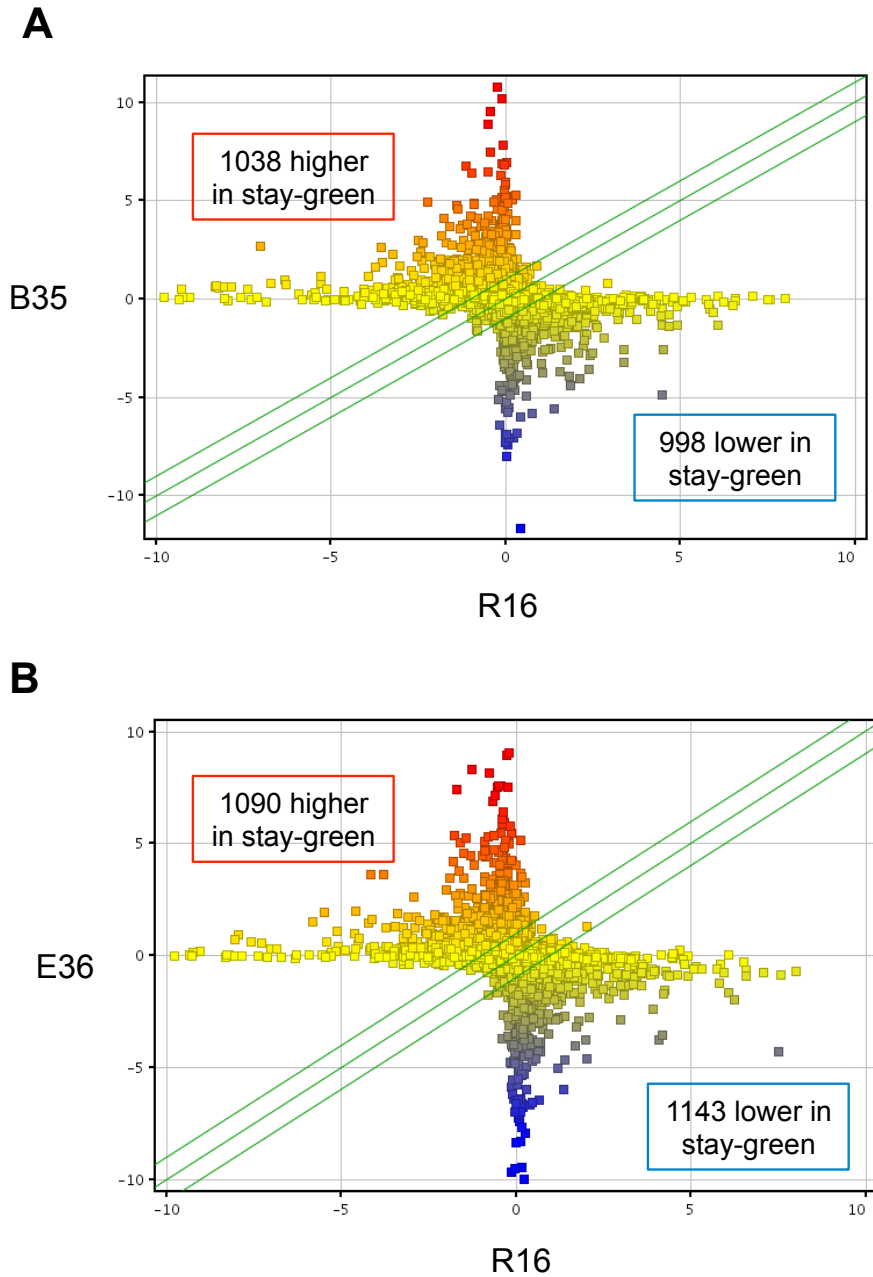 A
10
5
0
−5
−10
1038 higher
in stay-green
998 lower in
stay-green
B35
−10
−5
0
5
10
R16
B
10
5
0
−5
−10
1090 higher
in stay-green
1143 lower in
stay-green
E36
−10
−5
0
5
10
R16